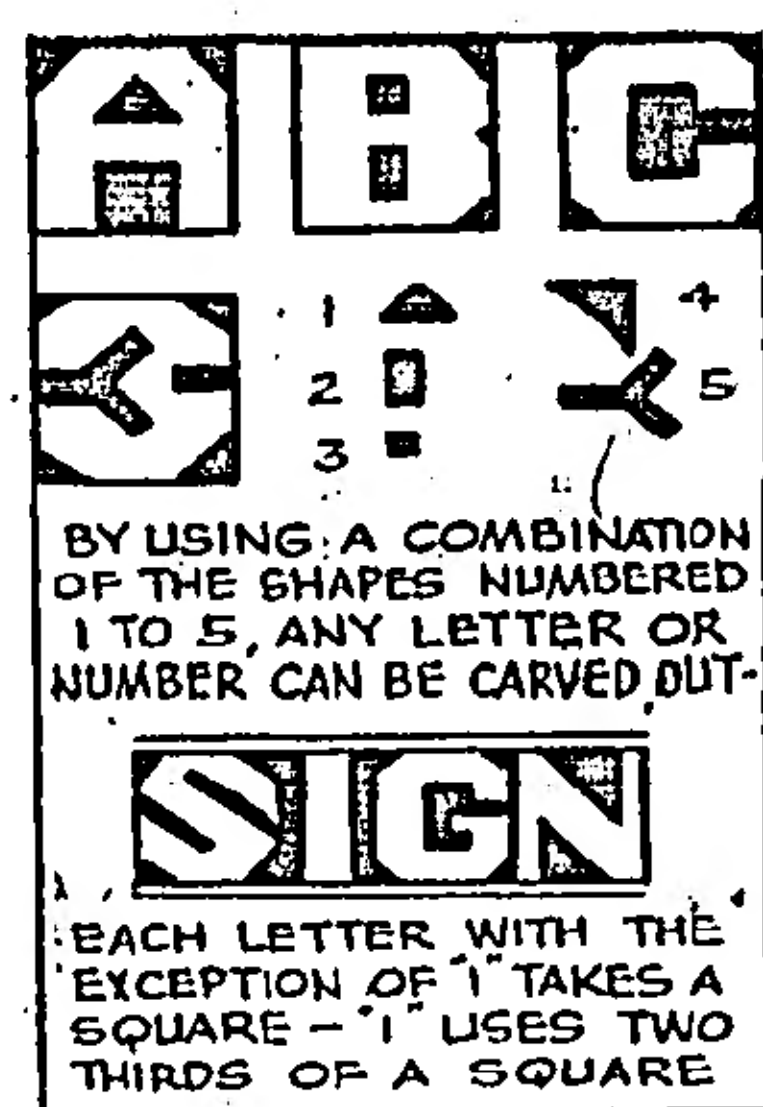 A B C
1 4
2 5
3
BY USING A COMBINATION
OF THE SHAPES NUMBERED
1 TO 5, ANY LETTER OR
NUMBER CAN BE CARVED OUT-
SIGN
EACH LETTER WITH THE
EXCEPTION OF "I" TAKES A
SQUARE - "I" USES TWO
THIRDS OF A SQUARE